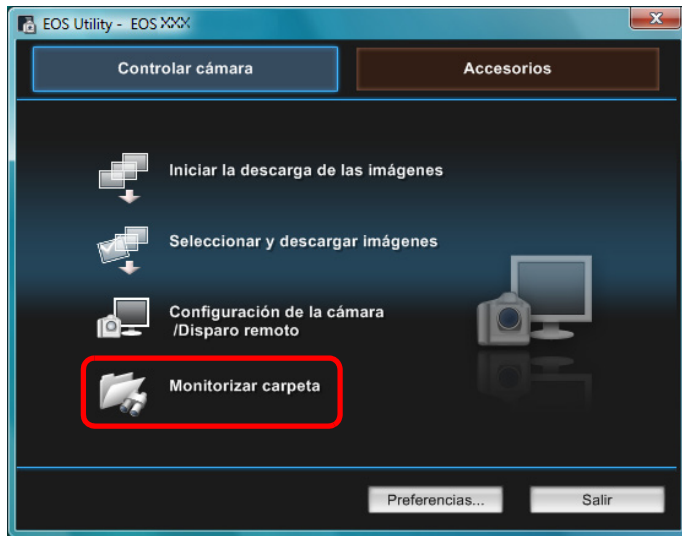 EOS Utility - EOS XXX
Controlar cámara
Accesorios
Iniciar la descarga de las imágenes
Seleccionar y descargar imágenes
Configuración de la cámara
/Disparo remoto
Monitorizar carpeta
Preferencias...
Salir